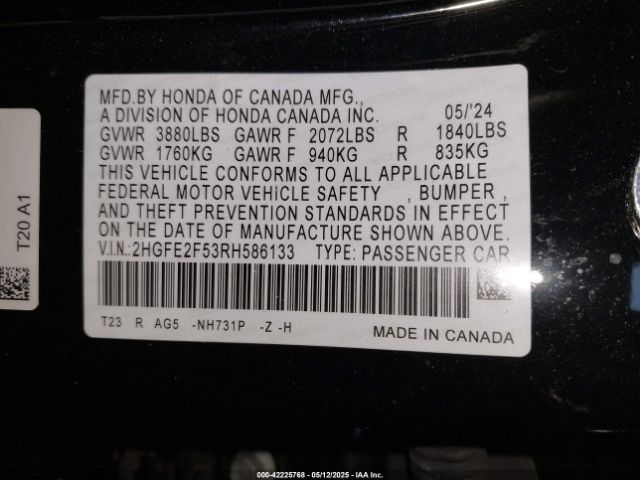 MFD.BY HONDA OF CANADA MFG.,
A DIVISION OF HONDA CANADA INC. 05/'24
GVWR 3880LBS GAWR F 2072LBS R 1840LBS
GVWR 1760KG GAWR F 940KG R 835KG
THIS VEHICLE CONFORMS TO ALL APPLICABLE
FEDERAL MOTOR VEHICLE SAFETY , BUMPER ,
AND THEFT PREVENTION STANDARDS IN EFFECT
ON THE DATE OF MANUFACTURE SHOWN ABOVE.
V.I.N.: 2HGFE2F53RH586133 TYPE: PASSENGER CAR
T23 R AG5 -NH731P -Z -H
MADE IN CANADA
T20 A1
000-42225768 - 05/12/2025 - IAA Inc.